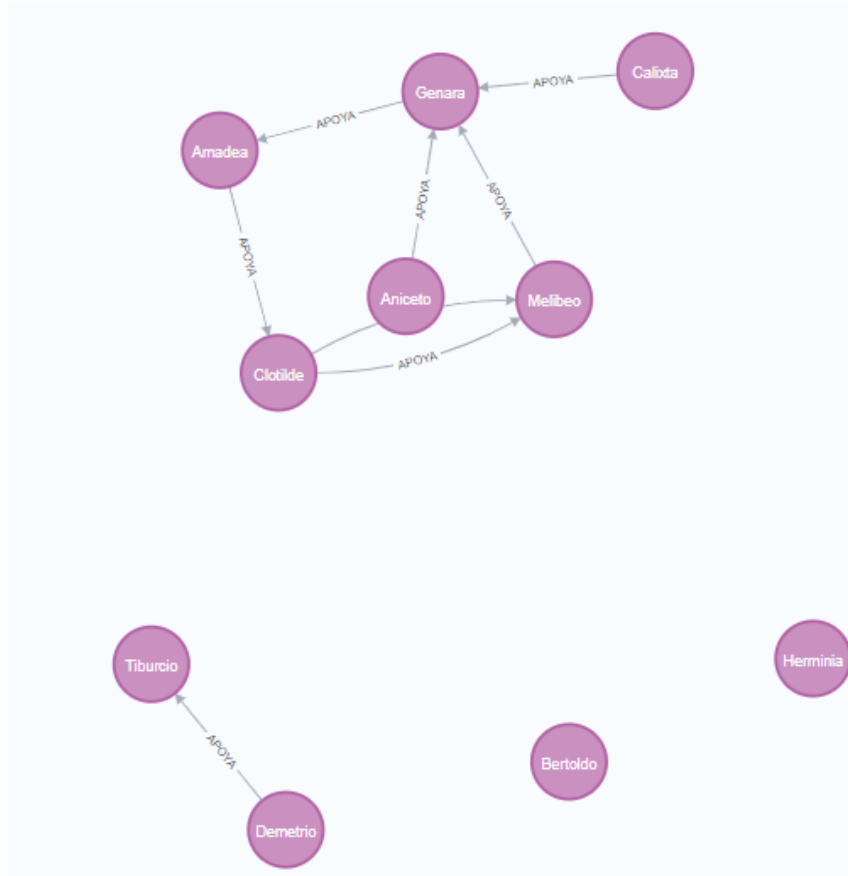 Calixta
APOYA
Genara
APOYA
Amadea
APOYA
APOYA
APOYA
Aniceto
Melibeo
APOYA
Clotilde
Tiburcio
Herminia
APOYA
Bertoldo
Demetrio